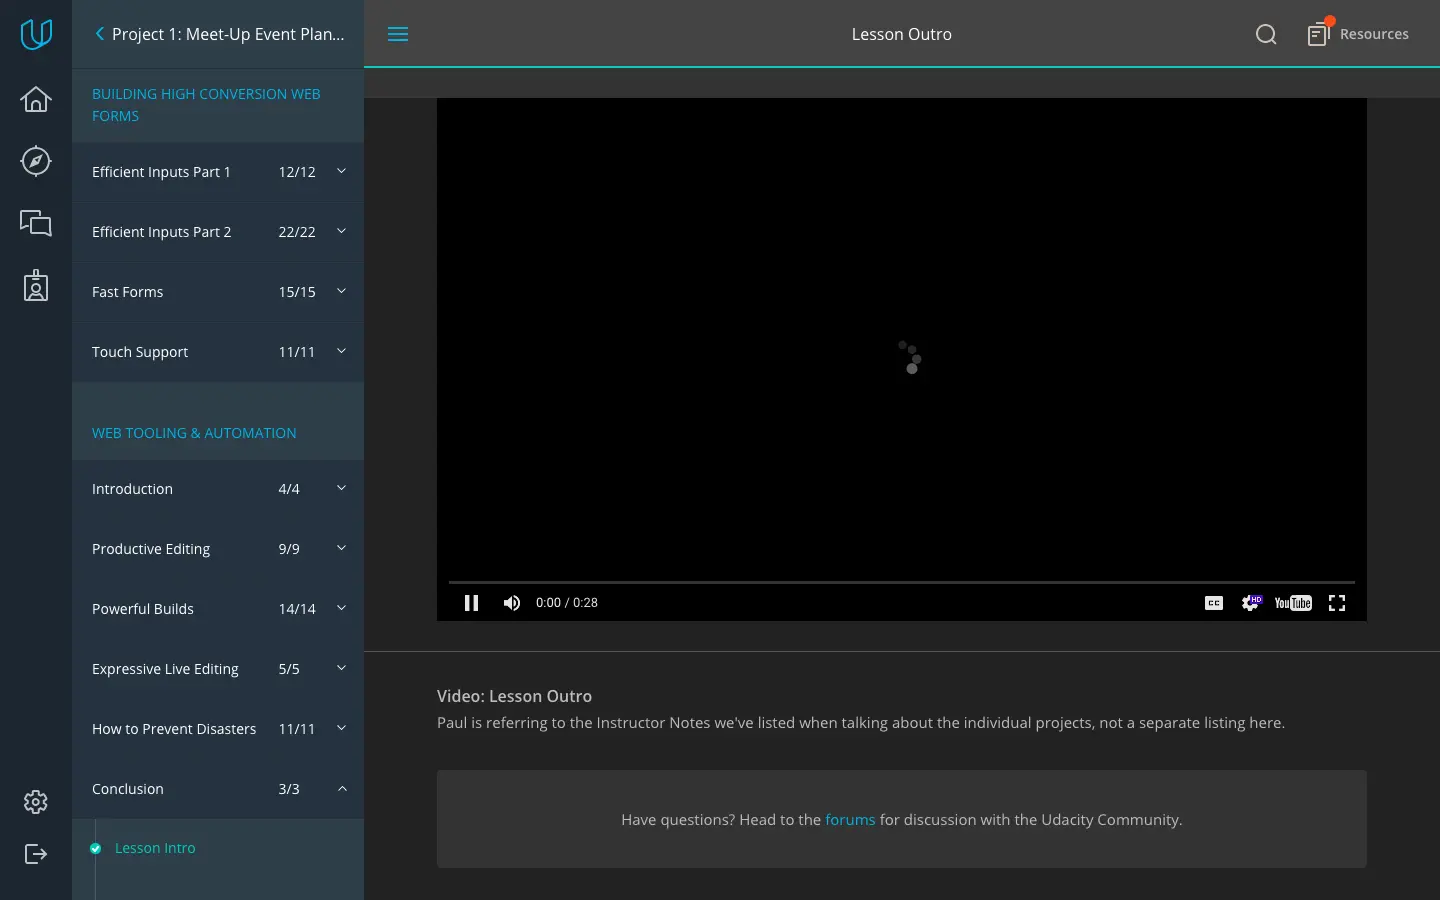 Project 1: Meet-Up Event Plan...
Lesson Outro
Resources
BUILDING HIGH CONVERSION WEB
FORMS
Efficient Inputs Part 1 12/12
Efficient Inputs Part 2 22/22
Fast Forms 15/15
Touch Support 11/11
WEB TOOLING & AUTOMATION
Introduction 4/4
Productive Editing 9/9
Powerful Builds 14/14
Expressive Live Editing 5/5
How to Prevent Disasters 11/11
Conclusion 3/3
Lesson Intro
0:00 / 0:28
CC
HD
YouTube
Video: Lesson Outro
Paul is referring to the Instructor Notes we've listed when talking about the individual projects, not a separate listing here.
Have questions? Head to the forums for discussion with the Udacity Community.